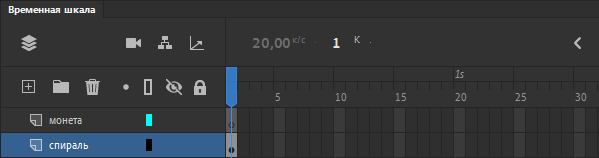 Временная шкала
20,00 к/с 1 K
1s
5 10 15 20 25 30
монета
спираль